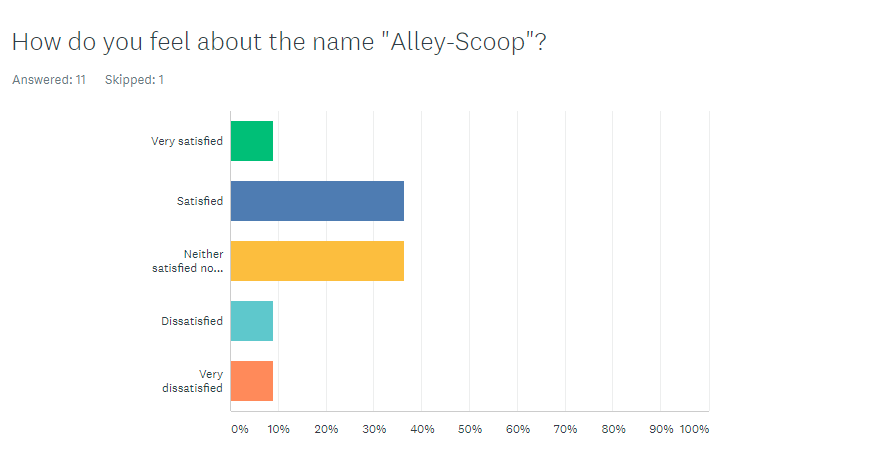 How do you feel about the name "Alley-Scoop"?
Answered: 11 Skipped: 1
Very satisfied
Satisfied
Neither
satisfied no...
Dissatisfied
Very
dissatisfied
0% 10% 20% 30% 40% 50% 60% 70% 80% 90% 100%